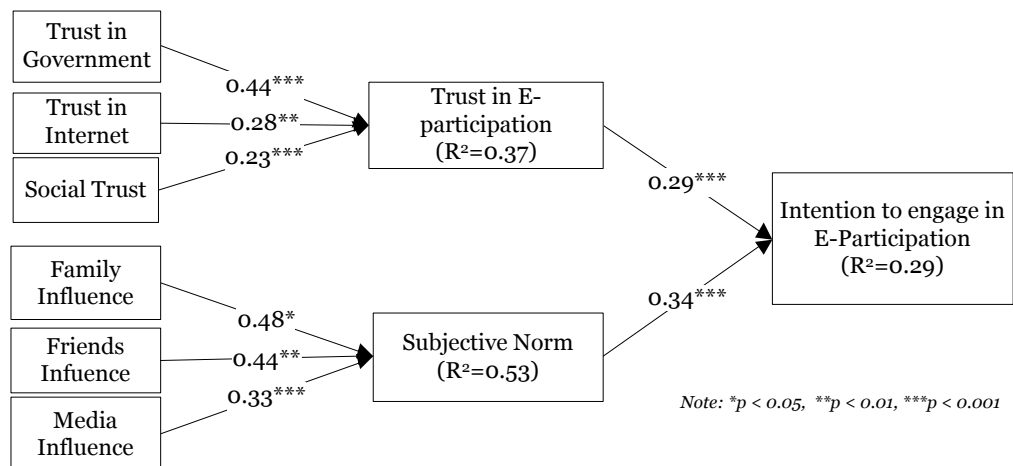 Trust in
Government
0.44***
Trust in
Internet
0.28**
Social Trust
0.23***
Trust in E-
participation
(R²=0.37)
0.29***
Intention to engage in
E-Participation
(R²=0.29)
Family
Influence
0.48*
Friends
Infuence
0.44**
Media
Influence
0.33***
Subjective Norm
(R²=0.53)
0.34***
Note: *p < 0.05, **p < 0.01, ***p < 0.001